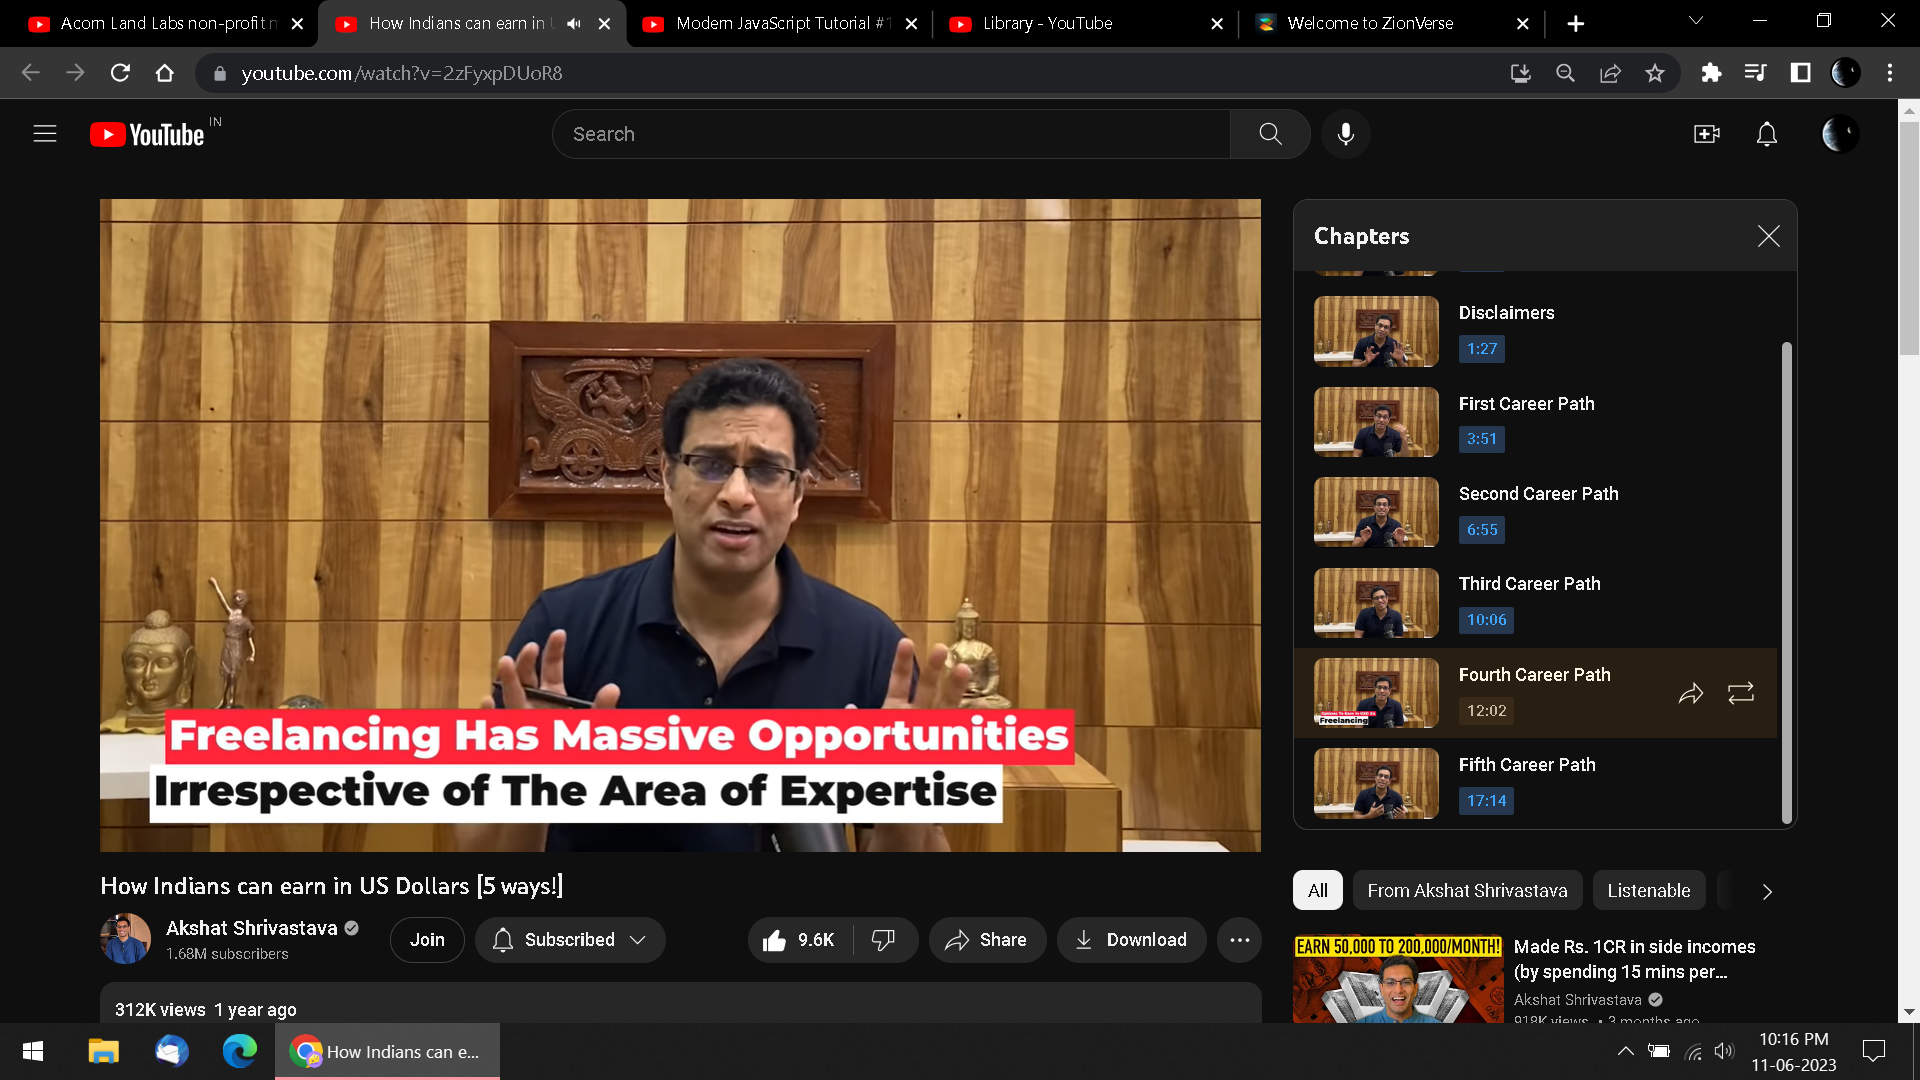 Acorn Land Labs non-profit m
How Indians can earn in U
Modern JavaScript Tutorial #1
Library - YouTube
Welcome to ZionVerse
youtube.com/watch?v=2zFyxpDUoR8
YouTube IN
Search
Chapters
Disclaimers
1:27
First Career Path
3:51
Second Career Path
6:55
Third Career Path
10:06
Fourth Career Path
12:02
Freelancing
Fifth Career Path
17:14
Freelancing Has Massive Opportunities
Irrespective of The Area of Expertise
How Indians can earn in US Dollars [5 ways!]
Akshat Shrivastava
1.68M subscribers
Join
Subscribed
9.6K
Share
Download
312K views 1 year ago
All
From Akshat Shrivastava
Listenable
EARN 50,000 TO 200,000/MONTH!
Made Rs. 1CR in side incomes
(by spending 15 mins per...
Akshat Shrivastava
918K views • 3 months ago
How Indians can e...
10:16 PM
11-06-2023